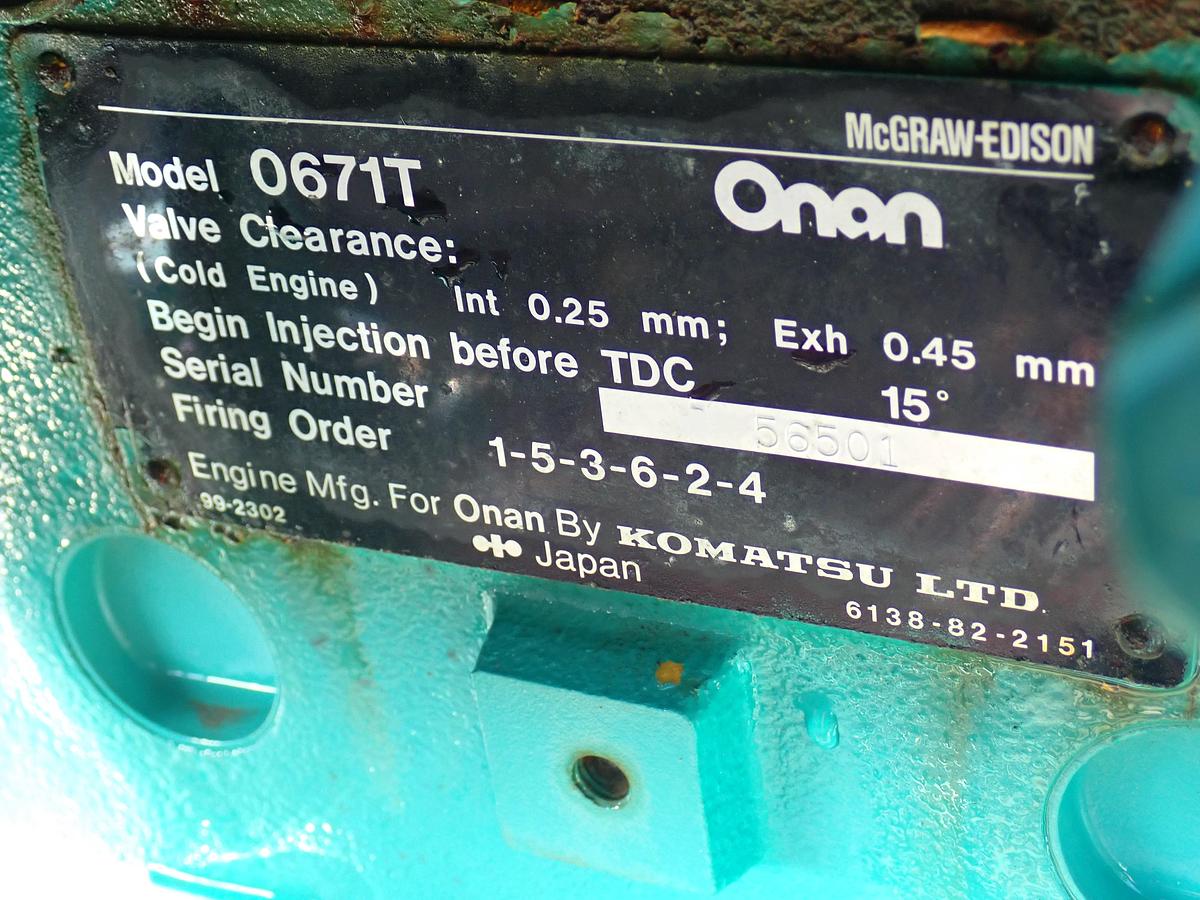 McGRAW-EDISON
Model O671T
Onan
Valve Clearance:
(Cold Engine) Int 0.25 mm; Exh 0.45 mm
Begin Injection before TDC 15°
Serial Number 56501
Firing Order 1-5-3-6-2-4
Engine Mfg. For Onan By KOMATSU LTD.
99-2302 Japan
6138-82-2151